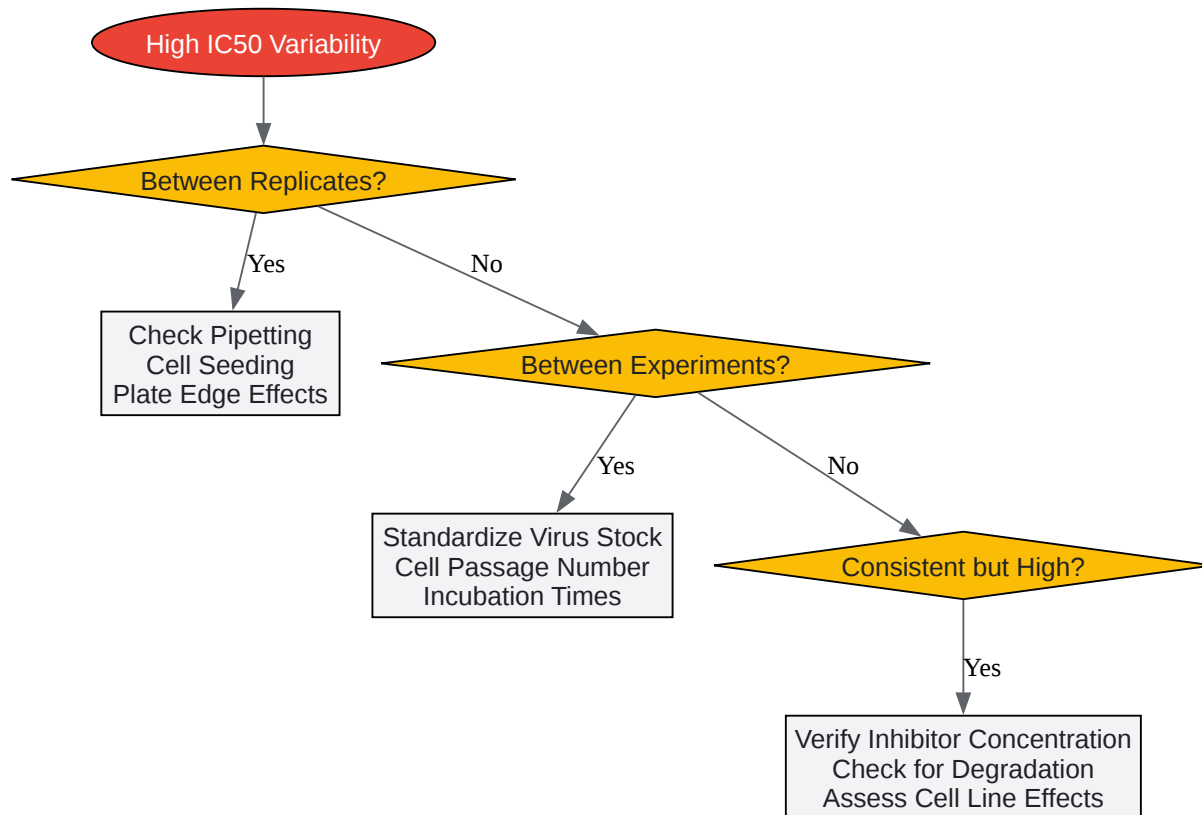 High IC50 Variability
Between Replicates?
Yes
No
Check Pipetting
Cell Seeding
Plate Edge Effects
Between Experiments?
Yes
No
Standardize Virus Stock
Cell Passage Number
Incubation Times
Consistent but High?
Yes
Verify Inhibitor Concentration
Check for Degradation
Assess Cell Line Effects